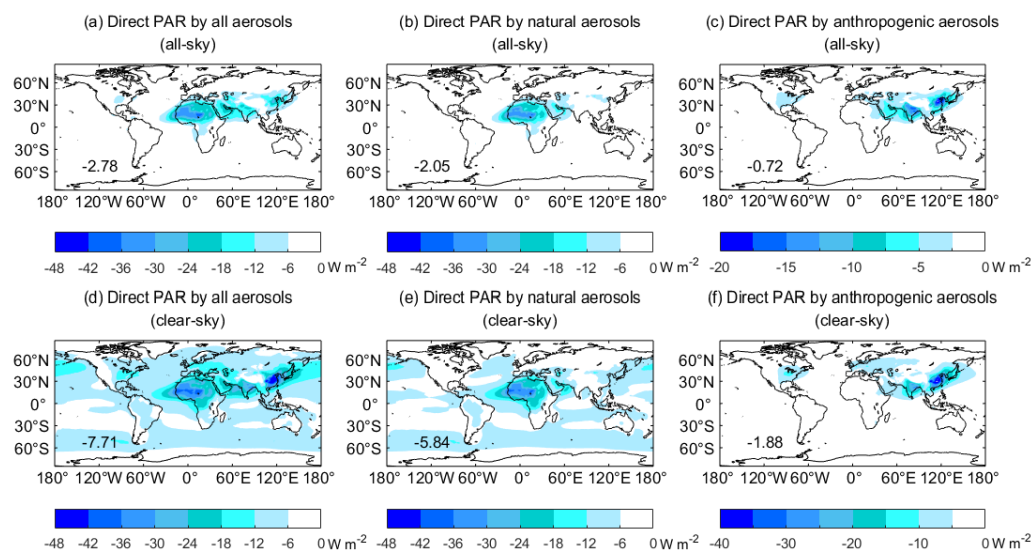 (a) Direct PAR by all aerosols (b) Direct PAR by natural aerosols (c) Direct PAR by anthropogenic aerosols
(all-sky) (all-sky) (all-sky)
60°N 60°N 60°N
30°N 30°N 30°N
0° 0° 0°
30°S 30°S 30°S
60°S -2.78 60°S -2.05 60°S -0.72
180° 120°W 60°W 0° 60°E 120°E 180° 180° 120°W 60°W 0° 60°E 120°E 180° 180° 120°W 60°W 0° 60°E 120°E 180°
-48 -42 -36 -30 -24 -18 -12 -6 0 W m-2 -48 -42 -36 -30 -24 -18 -12 -6 0 W m-2 -20 -15 -10 -5 0 W m-2
(d) Direct PAR by all aerosols (e) Direct PAR by natural aerosols (f) Direct PAR by anthropogenic aerosols
(clear-sky) (clear-sky) (clear-sky)
60°N 60°N 60°N
30°N 30°N 30°N
0° 0° 0°
30°S 30°S 30°S
60°S -7.71 60°S -5.84 60°S -1.88
180° 120°W 60°W 0° 60°E 120°E 180° 180° 120°W 60°W 0° 60°E 120°E 180° 180° 120°W 60°W 0° 60°E 120°E 180°
-48 -42 -36 -30 -24 -18 -12 -6 0 W m-2 -48 -42 -36 -30 -24 -18 -12 -6 0 W m-2 -40 -30 -20 -10 0 W m-2